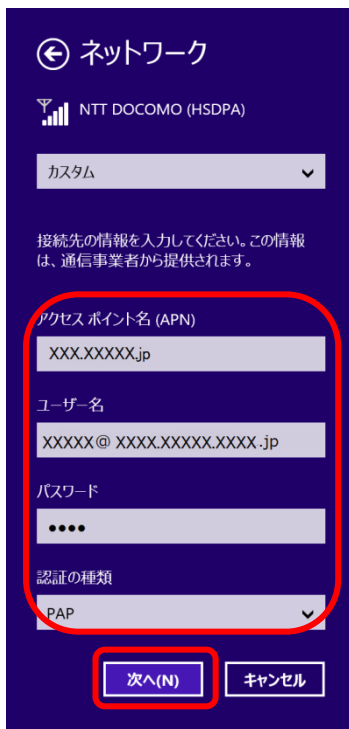 ネットワーク
NTT DOCOMO (HSDPA)
カスタム
接続先の情報を入力してください。この情報
は、通信事業者から提供されます。
アクセス ポイント名 (APN)
XXX.XXXXX.jp
ユーザー名
XXXXX@ XXXX.XXXXX.XXXX.jp
パスワード
••••
認証の種類
PAP
次へ(N)
キャンセル